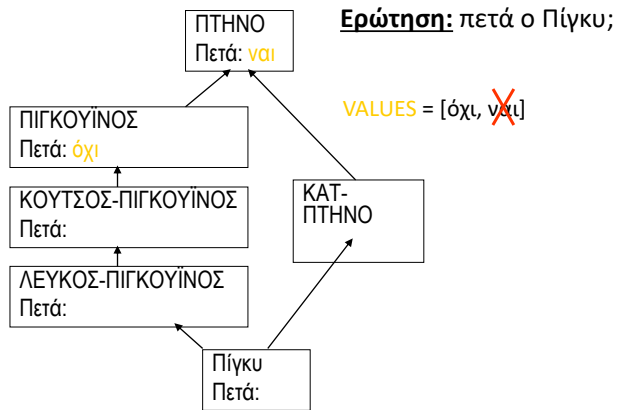 ΠΤΗΝΟ
Πετά: ναι
Ερώτηση: πετά ο Πίγκυ;
VALUES = [όχι, ναι]
ΠΙΓΚΟΥΪΝΟΣ
Πετά: όχι
ΚΟΥΤΣΟΣ-ΠΙΓΚΟΥΪΝΟΣ
Πετά:
ΚΑΤ-
ΠΤΗΝΟ
ΛΕΥΚΟΣ-ΠΙΓΚΟΥΪΝΟΣ
Πετά:
Πίγκυ
Πετά: